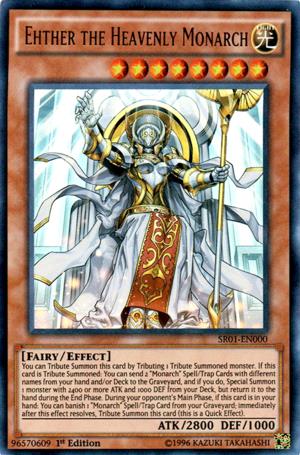 EHTHER THE HEAVENLY MONARCH
LIGHT
光
SR01-EN000
[FAIRY/EFFECT]
You can Tribute Summon this card by Tributing 1 Tribute Summoned monster. If this
card is Tribute Summoned: You can send 2 "Monarch" Spell/Trap Cards with different
names from your hand and/or Deck to the Graveyard, and if you do, Special Summon
1 monster with 2400 or more ATK and 1000 DEF from your Deck, but return it to the
hand during the End Phase. During your opponent's Main Phase, if this card is in your
hand: You can banish 1 "Monarch" Spell/Trap Card from your Graveyard; immediately
after this effect resolves, Tribute Summon this card (this is a Quick Effect).
ATK/2800 DEF/1000
96570609 1st Edition ©1996 KAZUKI TAKAHASHI